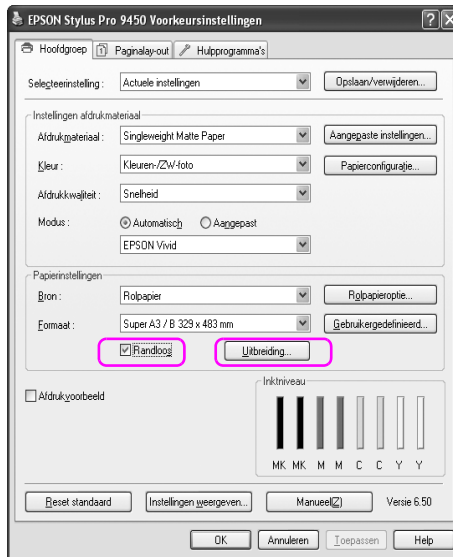 EPSON Stylus Pro 9450 Voorkeursinstellingen
Hoofdgroep Paginalay-out Hulpprogramma's
Selecteerinstelling : Actuele instellingen Opslaan/verwijderen...
Instellingen afdrukmateriaal
Afdrukmateriaal : Singleweight Matte Paper Aangepaste instellingen...
Kleur : Kleuren-/ZW-foto Papierconfiguratie...
Afdrukkwaliteit : Snelheid
Modus : Automatisch Aangepast
EPSON Vivid
Papierinstellingen
Bron : Rolpapier Rolpapieroptie...
Formaat : Super A3 / B 329 x 483 mm Gebruikergedefinieerd...
Randloos Uitbreiding...
Afdrukvoorbeeld
Inktniveau
MK MK M M C C Y Y
Reset standaard Instellingen weergeven... Manueel(Z) Versie 6.50
OK Annuleren Toepassen Help